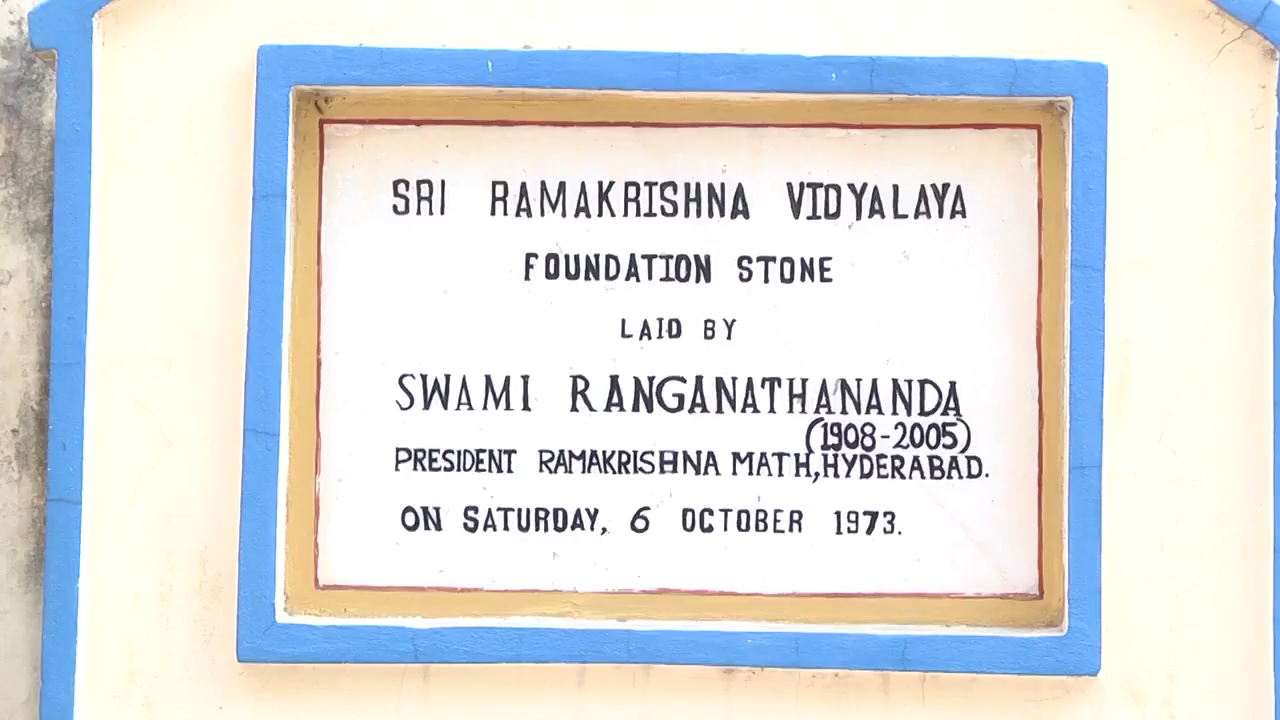 SRI RAMAKRISHNA VIDYALAYA
FOUNDATION STONE
LAID BY
SWAMI RANGANATHANANDA
(1908-2005)
PRESIDENT RAMAKRISHNA MATH, HYDERABAD.
ON SATURDAY, 6 OCTOBER 1973.